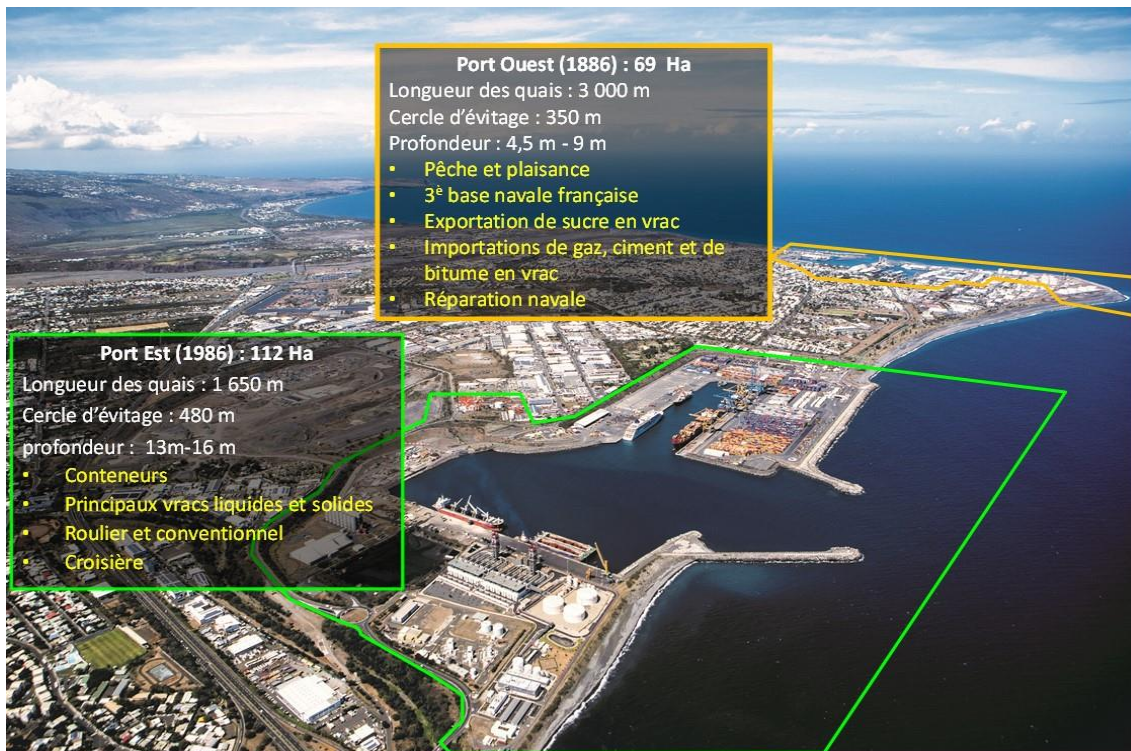 Port Ouest (1886) : 69 Ha
Longueur des quais : 3 000 m
Cercle d'évitage : 350 m
Profondeur : 4,5 m - 9 m
• Pêche et plaisance
• 3è base navale française
• Exportation de sucre en vrac
• Importations de gaz, ciment et de
bitume en vrac
• Réparation navale
Port Est (1986) : 112 Ha
Longueur des quais : 1 650 m
Cercle d'évitage : 480 m
profondeur : 13m-16 m
• Conteneurs
• Principaux vracs liquides et solides
• Roulier et conventionnel
• Croisière